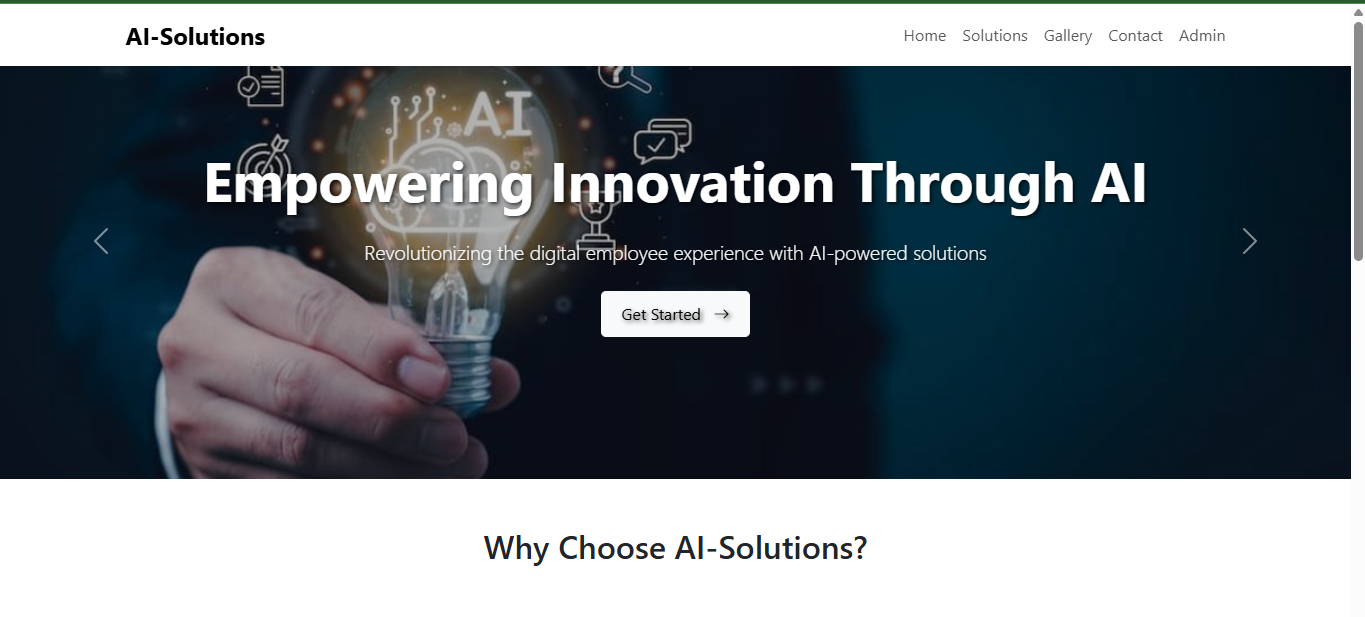 AI-Solutions
Home Solutions Gallery Contact Admin
AI
?
Empowering Innovation Through AI
Revolutionizing the digital employee experience with AI-powered solutions
Get Started →
Why Choose AI-Solutions?